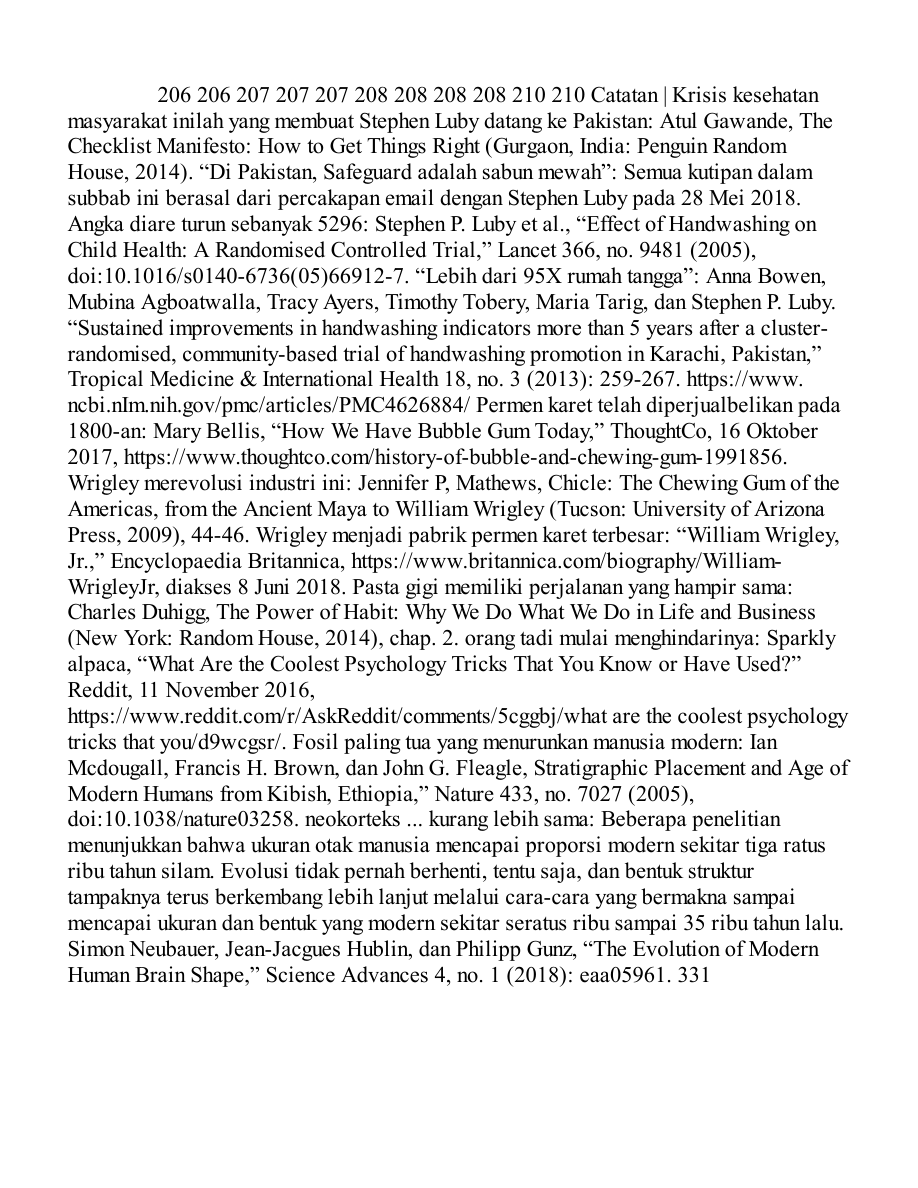 206 206 207 207 207 208 208 208 208 210 210 Catatan | Krisis kesehatan
masyarakat inilah yang membuat Stephen Luby datang ke Pakistan: Atul Gawande, The
Checklist Manifesto: How to Get Things Right (Gurgaon, India: Penguin Random
House, 2014). “Di Pakistan, Safeguard adalah sabun mewah”: Semua kutipan dalam
subbab ini berasal dari percakapan email dengan Stephen Luby pada 28 Mei 2018.
Angka diare turun sebanyak 5296: Stephen P. Luby et al., “Effect of Handwashing on
Child Health: A Randomised Controlled Trial,” Lancet 366, no. 9481 (2005),
doi:10.1016/s0140-6736(05)66912-7. “Lebih dari 95X rumah tangga”: Anna Bowen,
Mubina Agboatwalla, Tracy Ayers, Timothy Tobery, Maria Tarig, dan Stephen P. Luby.
“Sustained improvements in handwashing indicators more than 5 years after a cluster-
randomised, community-based trial of handwashing promotion in Karachi, Pakistan,”
Tropical Medicine & International Health 18, no. 3 (2013): 259-267. https://www.
ncbi.nIm.nih.gov/pmc/articles/PMC4626884/ Permen karet telah diperjualbelikan pada
1800-an: Mary Bellis, “How We Have Bubble Gum Today,” ThoughtCo, 16 Oktober
2017, https://www.thoughtco.com/history-of-bubble-and-chewing-gum-1991856.
Wrigley merevolusi industri ini: Jennifer P, Mathews, Chicle: The Chewing Gum of the
Americas, from the Ancient Maya to William Wrigley (Tucson: University of Arizona
Press, 2009), 44-46. Wrigley menjadi pabrik permen karet terbesar: “William Wrigley,
Jr.,” Encyclopaedia Britannica, https://www.britannica.com/biography/William-
WrigleyJr, diakses 8 Juni 2018. Pasta gigi memiliki perjalanan yang hampir sama:
Charles Duhigg, The Power of Habit: Why We Do What We Do in Life and Business
(New York: Random House, 2014), chap. 2. orang tadi mulai menghindarinya: Sparkly
alpaca, “What Are the Coolest Psychology Tricks That You Know or Have Used?”
Reddit, 11 November 2016,
https://www.reddit.com/r/AskReddit/comments/5cggbj/what are the coolest psychology
tricks that you/d9wcgsr/. Fosil paling tua yang menurunkan manusia modern: Ian
Mcdougall, Francis H. Brown, dan John G. Fleagle, Stratigraphic Placement and Age of
Modern Humans from Kibish, Ethiopia,” Nature 433, no. 7027 (2005),
doi:10.1038/nature03258. neokorteks ... kurang lebih sama: Beberapa penelitian
menunjukkan bahwa ukuran otak manusia mencapai proporsi modern sekitar tiga ratus
ribu tahun silam. Evolusi tidak pernah berhenti, tentu saja, dan bentuk struktur
tampaknya terus berkembang lebih lanjut melalui cara-cara yang bermakna sampai
mencapai ukuran dan bentuk yang modern sekitar seratus ribu sampai 35 ribu tahun lalu.
Simon Neubauer, Jean-Jacgues Hublin, dan Philipp Gunz, “The Evolution of Modern
Human Brain Shape,” Science Advances 4, no. 1 (2018): eaa05961. 331